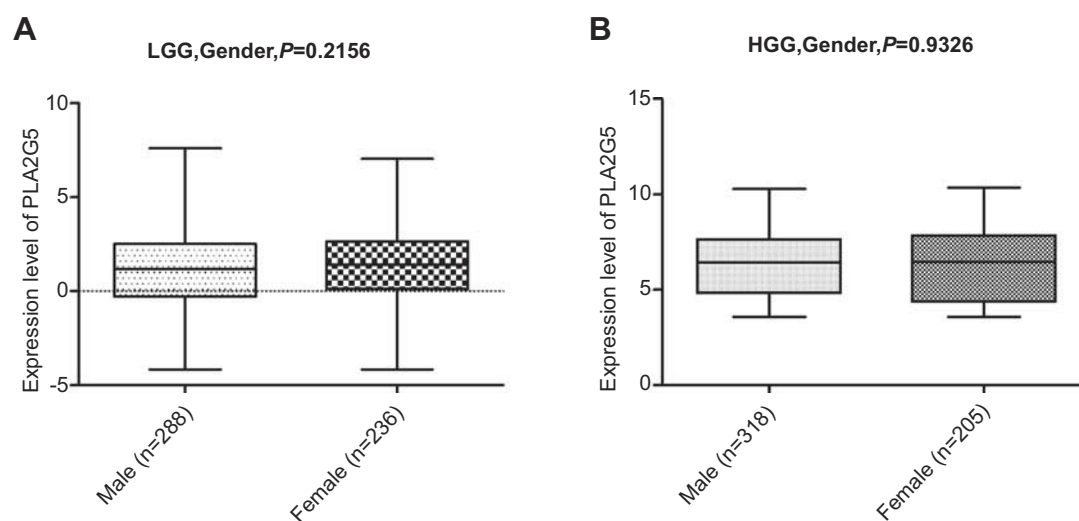 A
LGG,Gender,P=0.2156
Expression level of PLA2G5
10
5
0
-5
Male (n=288)
Female (n=236)
B
HGG,Gender,P=0.9326
Expression level of PLA2G5
15
10
5
0
Male (n=318)
Female (n=205)